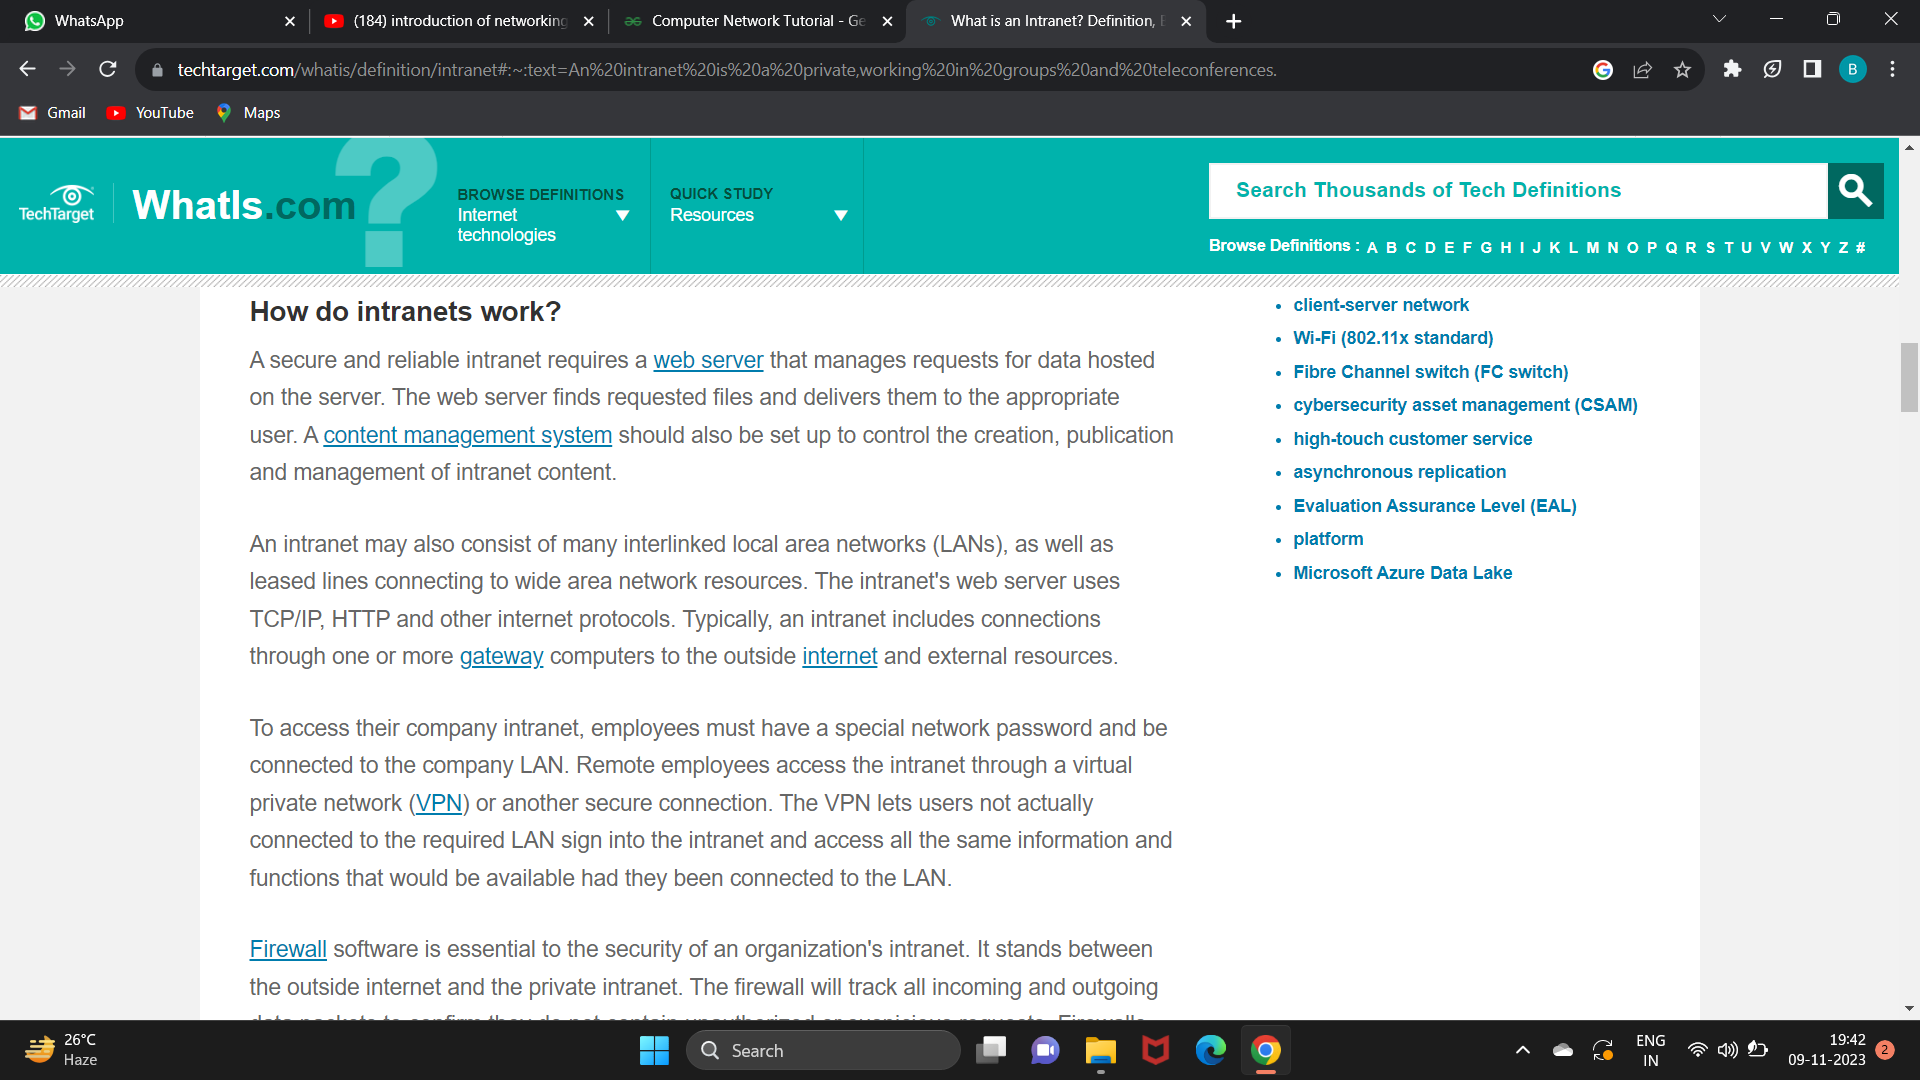 WhatsApp
(184) introduction of networking
Computer Network Tutorial - Ge
What is an Intranet? Definition,
techtarget.com/whatis/definition/intranet#:~:text=An%20intranet%20is%20a%20private,working%20in%20groups%20and%20teleconferences.
B
Gmail
YouTube
Maps
TechTarget
WhatIs.com
?
BROWSE DEFINITIONS
Internet
technologies
QUICK STUDY
Resources
Search Thousands of Tech Definitions
Browse Definitions : A B C D E F G H I J K L M N O P Q R S T U V W X Y Z #
How do intranets work?
A secure and reliable intranet requires a web server that manages requests for data hosted
on the server. The web server finds requested files and delivers them to the appropriate
user. A content management system should also be set up to control the creation, publication
and management of intranet content.
An intranet may also consist of many interlinked local area networks (LANs), as well as
leased lines connecting to wide area network resources. The intranet's web server uses
TCP/IP, HTTP and other internet protocols. Typically, an intranet includes connections
through one or more gateway computers to the outside internet and external resources.
To access their company intranet, employees must have a special network password and be
connected to the company LAN. Remote employees access the intranet through a virtual
private network (VPN) or another secure connection. The VPN lets users not actually
connected to the required LAN sign into the intranet and access all the same information and
functions that would be available had they been connected to the LAN.
Firewall software is essential to the security of an organization's intranet. It stands between
the outside internet and the private intranet. The firewall will track all incoming and outgoing
data packets to confirm they do not contain unauthorized or suspicious requests. Firewalls
client-server network
Wi-Fi (802.11x standard)
Fibre Channel switch (FC switch)
cybersecurity asset management (CSAM)
high-touch customer service
asynchronous replication
Evaluation Assurance Level (EAL)
platform
Microsoft Azure Data Lake
26°C
Haze
Search
ENG
IN
19:42
09-11-2023
2